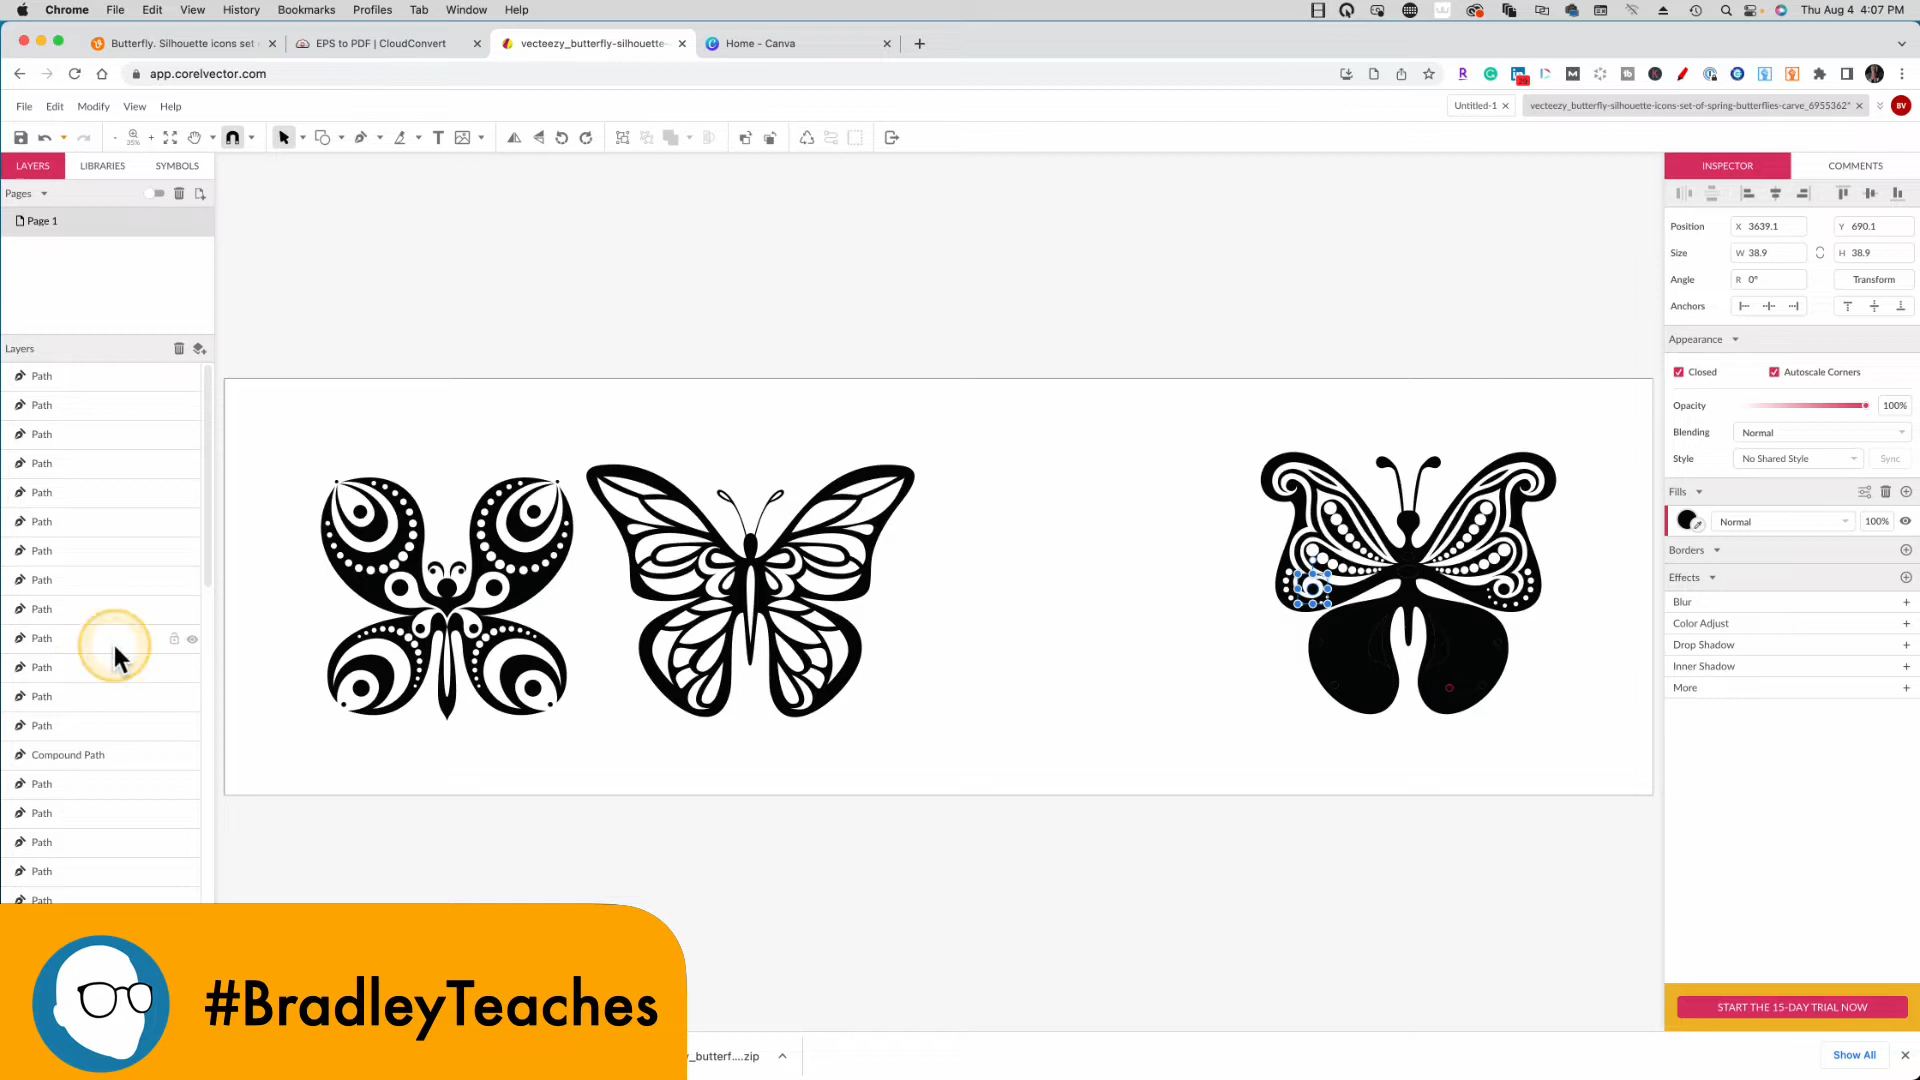 Chrome File Edit View History Bookmarks Profiles Tab Window Help Thu Aug 4 4:07 PM
Butterfly. Silhouette icons set EPS to PDF | CloudConvert vecteezy_butterfly-silhouette- Home - Canva
app.corelvector.com
File Edit Modify View Help Untitled-1 vecteezy_butterfly-silhouette-icons-set-of-spring-butterflies-carve_6955362* BV
35%
LAYERS LIBRARIES SYMBOLS INSPECTOR COMMENTS
Pages
Page 1
Position X 3639.1 Y 690.1
Size W 38.9 H 38.9
Angle R 0° Transform
Anchors
Layers
Appearance
Path
Closed Autoscale Corners
Path
Opacity 100%
Path
Blending Normal
Path
Style No Shared Style Sync
Path
Fills
Path
Normal 100%
Path
Borders
Path
Effects
Path
Blur
Color Adjust
Path
Drop Shadow
Path
Inner Shadow
Path
More
Path
Compound Path
Path
Path
Path
Path
Path
#BradleyTeaches
START THE 15-DAY TRIAL NOW
y_butterf....zip Show All